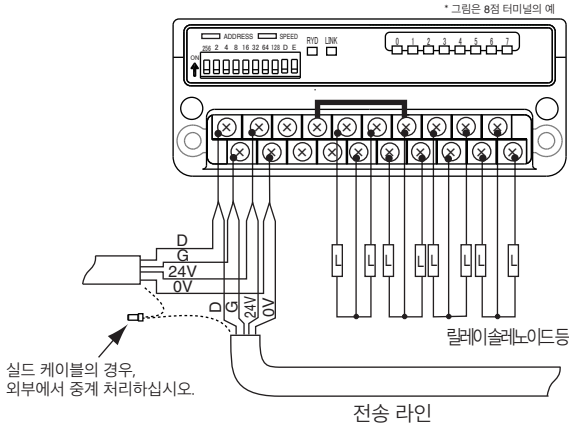 * 그림은 8점 터미널의 예
ADDRESS SPEED
256 2 4 8 16 32 64 128 D E
RYD LINK
0 1 2 3 4 5 6 7
ON
L L L L L L L L
D
G
24V
0V
D G 24V 0V
릴레이솔레노이드등
실드 케이블의 경우,
외부에서 중계 처리하십시오.
전송 라인